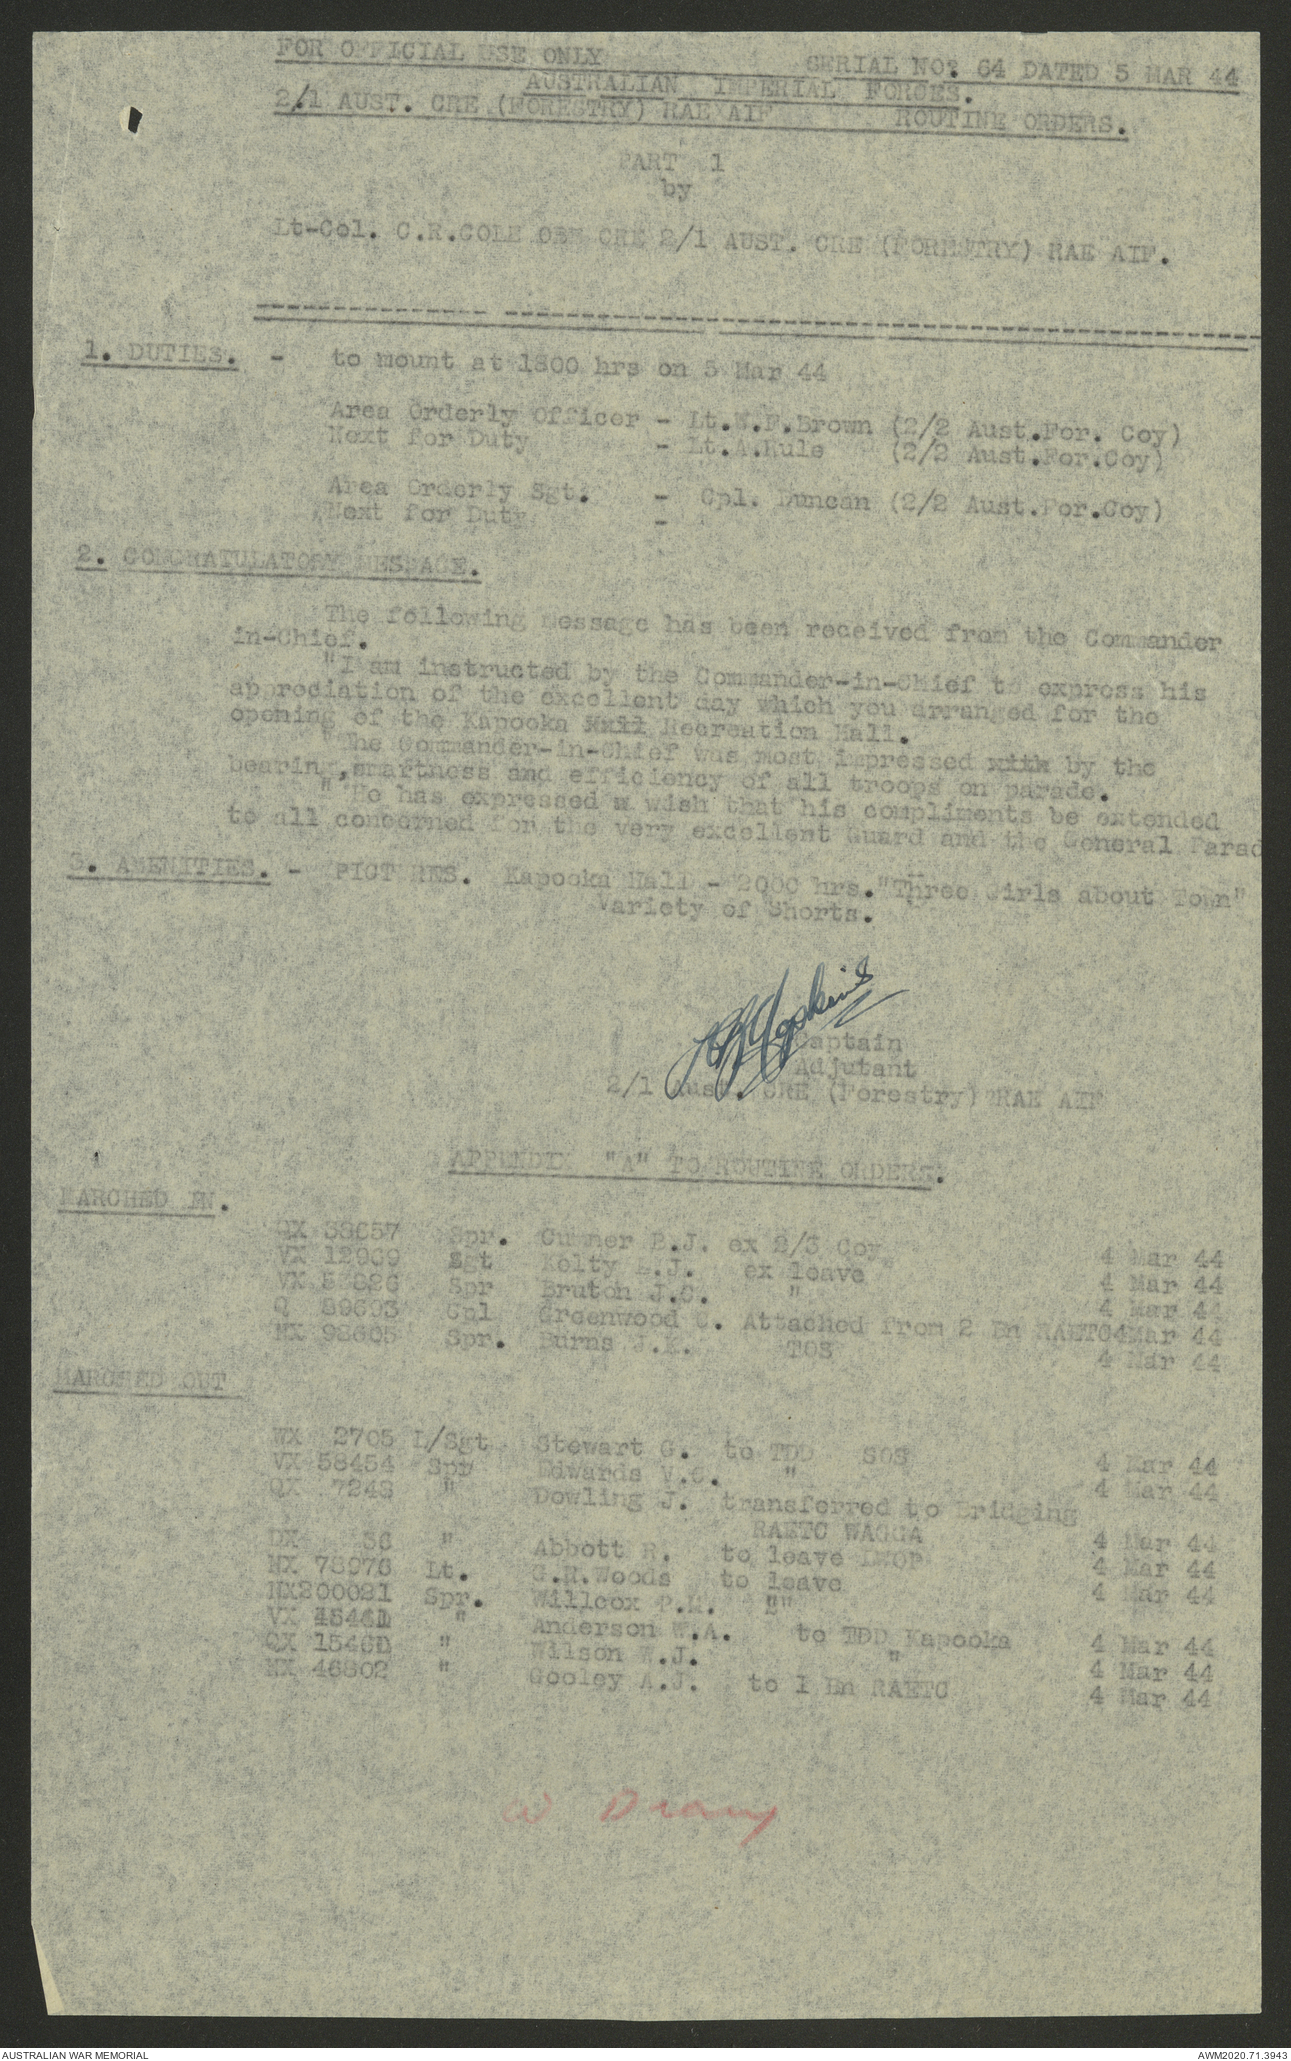 FOR OFFICIAL USE ONLY SERIAL NO: 64 DATED 5 MAR 44
AUSTRALIAN IMPERIAL FORCES.
2/1 AUST. CRE (FORESTRY) RAE AIF ROUTINE ORDERS.
PART 1
by
Lt-Col. C.R.COLE OBE CRE 2/1 AUST. CRE (FORESTRY) RAE AIF.
1. DUTIES. - to mount at 1800 hrs on 5 Mar 44
Area Orderly Officer - Lt.W.F.Brown (2/2 Aust.For. Coy)
Next for Duty - Lt.A.Rule (2/2 Aust.For.Coy)
Area Orderly Sgt. - Cpl. Duncan (2/2 Aust.For.Coy)
Next for Duty -
2. CONGRATULATORY MESSAGE.
The following message has been received from the Commander
in-Chief.
"I am instructed by the Commander-in-Chief to express his
appreciation of the excellent day which you arranged for the
opening of the Kapooka Recreation Hall.
"The Commander-in-Chief was most impressed with by the
bearing,smartness and efficiency of all troops on parade.
" He has expressed a wish that his compliments be extended
to all concerned for the very excellent Guard and the General Parad
3. AMENITIES. - PICTURES. Kapooka Hall - 2000 hrs."Three Girls about Town"
Variety of Shorts.
Hopkins
Captain
Adjutant
2/1 Aust. CRE (Forestry) RAE AIF
APPENDIX "A" TO ROUTINE ORDERS.
MARCHED IN.
QX 38657 Spr. Gunner B.J. ex 2/3 Coy 4 Mar 44
VX 12969 Sgt Kelty L.J. ex leave 4 Mar 44
VX Spr Bruton J.C. " 4 Mar 44
Q 89603 Cpl Greenwood C. Attached from 2 Bn RAETC4Mar 44
NX 98605 Spr. Burns J.K. TOS 4 Mar 44
MARCHED OUT
WX 2705 L/Sgt Stewart G. to TDD SOS 4 Mar 44
VX 58454 Spr Edwards V.C. " 4 Mar 44
QX 7248 " Dowling J. transferred to Bridging
RAETC WAGGA 4 Mar 44
DX 36 " Abbott R. to leave LWOP 4 Mar 44
NX 78976 Lt. G.R.Woods to leave 4 Mar 44
NX200021 Spr. Willcox P.M. "
VX " Anderson W.A. to TDD Kapooka 4 Mar 44
QX " Wilson W.J. " 4 Mar 44
NX 46802 " Gooley A.J. to 1 Bn RAETC 4 Mar 44
W Diary
AUSTRALIAN WAR MEMORIAL AWM2020.71.3943